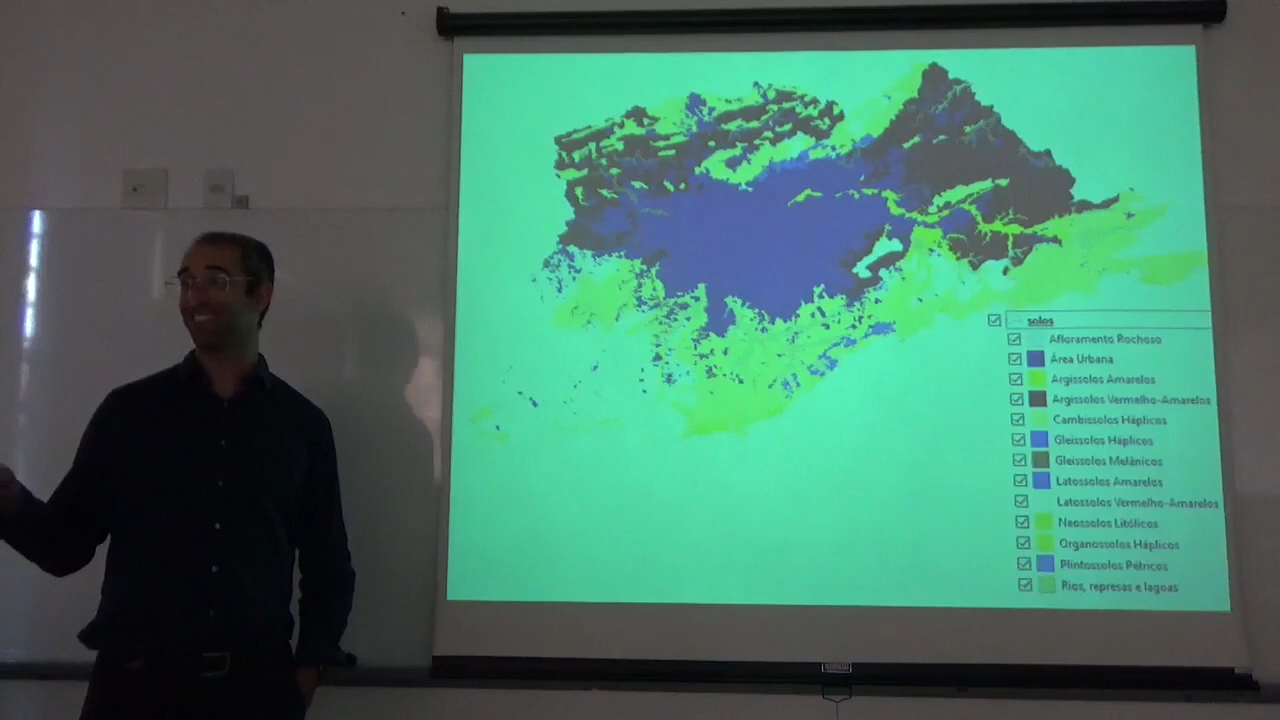 solos
Afloramento Rochoso
Área Urbana
Argissolos Amarelos
Argissolos Vermelho-Amarelos
Cambissolos Háplicos
Gleissolos Háplicos
Gleissolos Melânicos
Latossolos Amarelos
Latossolos Vermelho-Amarelos
Neossolos Litólicos
Organossolos Háplicos
Plintossolos Pétricos
Rios, represas e lagoas